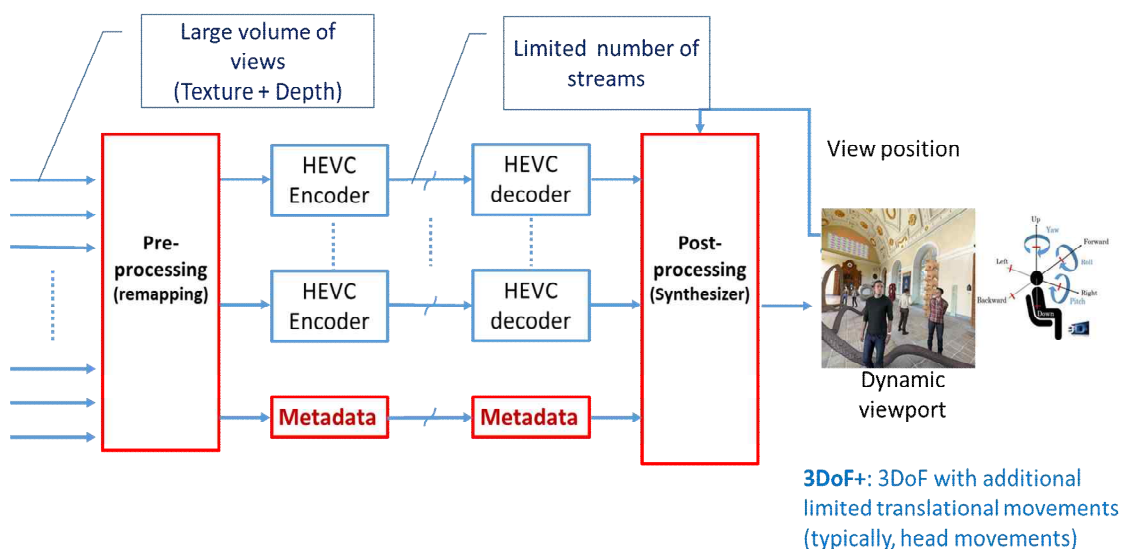 Large volume of
views
(Texture + Depth)
Limited number of
streams
View position
HEVC
Encoder
HEVC
decoder
Pre-
processing
(remapping)
Post-
processing
(Synthesizer)
HEVC
Encoder
HEVC
decoder
Metadata
Metadata
Up
Yaw
Forward
Left
Roll
Right
Backward
Pitch
Down
Dynamic
viewport
3DoF+: 3DoF with additional
limited translational movements
(typically, head movements)